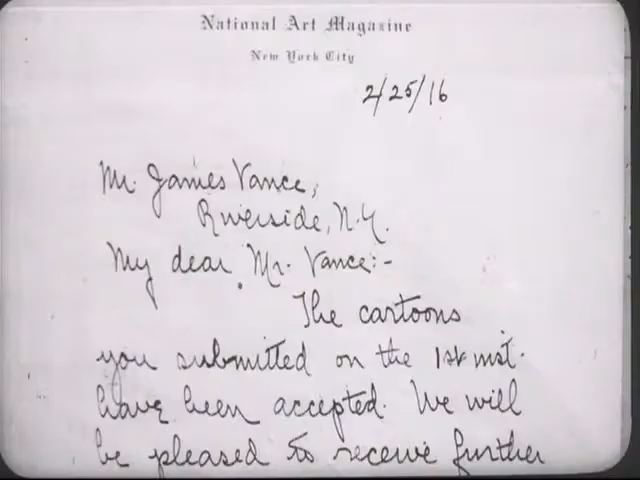 National Art Magazine
New York City
2/25/16
Mr. James Vance,
Riverside, N.Y.
My dear Mr. Vance:-
The cartoons
you submitted on the 1st inst.
have been accepted. We will
be pleased to receive further